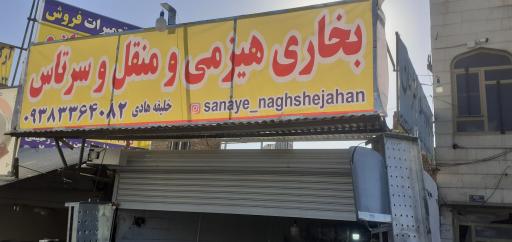 تعمیرات فروش
بخاری هیزمی و منقل و سرتاس
sanaye_naghshejahan خلیفه هادی ۰۹۳۸۳۳۶۴۰۸۲